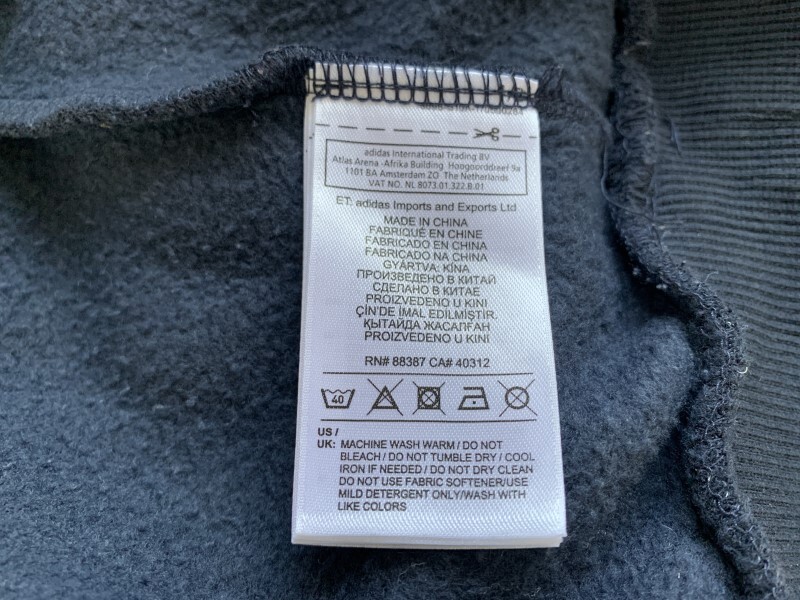 adidas International Trading BV
Atlas Arena -Afrika Building Hoogoorddreef 9a
1101 BA Amsterdam ZO The Netherlands
VAT NO. NL 8073.01.322.B.01
ET: adidas Imports and Exports Ltd
MADE IN CHINA
FABRIQUÉ EN CHINE
FABRICADO EN CHINA
FABRICADO NA CHINA
GYÁRTVA: KÍNA
ПРОИЗВЕДЕНО В КИТАЙ
СДЕЛАНО В КИТАЕ
PROIZVEDENO U KINI
ÇİN'DE İMAL EDİLMİŞTİR.
ҚЫТАЙДА ЖАСАЛҒАН
PROIZVEDENO U KINI
RN# 88387 CA# 40312
40
US /
UK: MACHINE WASH WARM / DO NOT
BLEACH / DO NOT TUMBLE DRY / COOL
IRON IF NEEDED / DO NOT DRY CLEAN
DO NOT USE FABRIC SOFTENER/USE
MILD DETERGENT ONLY/WASH WITH
LIKE COLORS